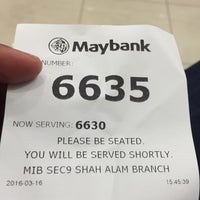 Maybank
NUMBER:
6635
NOW SERVING: 6630
PLEASE BE SEATED.
YOU WILL BE SERVED SHORTLY.
MIB SEC9 SHAH ALAM BRANCH
2016-03-16 15:45:39